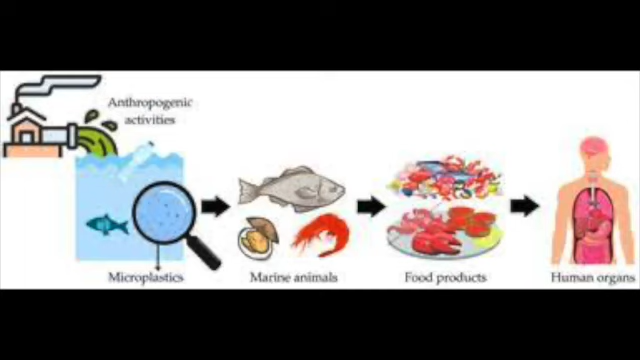 Anthropogenic
activities
Microplastics
Marine animals
Food products
Human organs